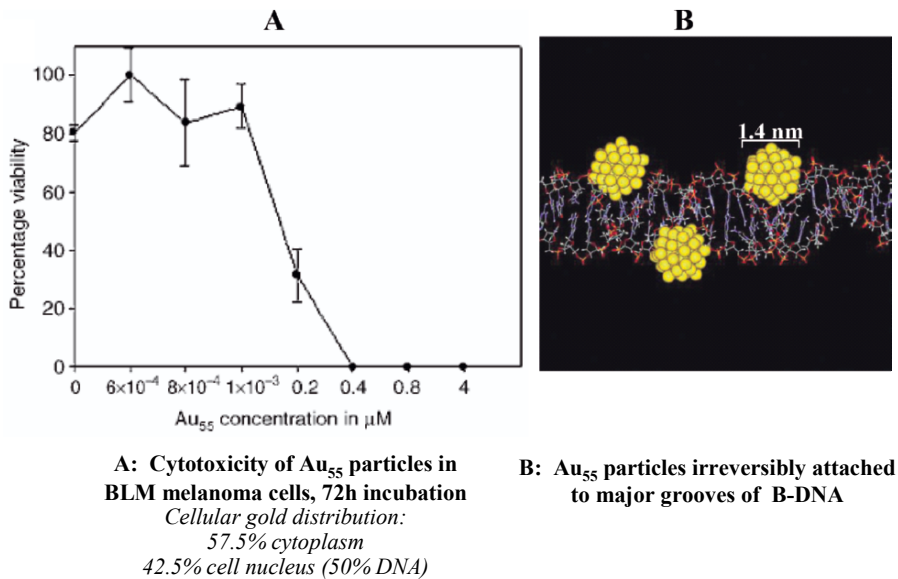 A
B
100
80
60
40
20
0
Percentage viability
0 6×10⁻⁴ 8×10⁻⁴ 1×10⁻³ 0.2 0.4 0.8 4
Au₅₅ concentration in μM
1.4 nm
A: Cytotoxicity of Au₅₅ particles in
BLM melanoma cells, 72h incubation
Cellular gold distribution:
57.5% cytoplasm
42.5% cell nucleus (50% DNA)
B: Au₅₅ particles irreversibly attached
to major grooves of B-DNA